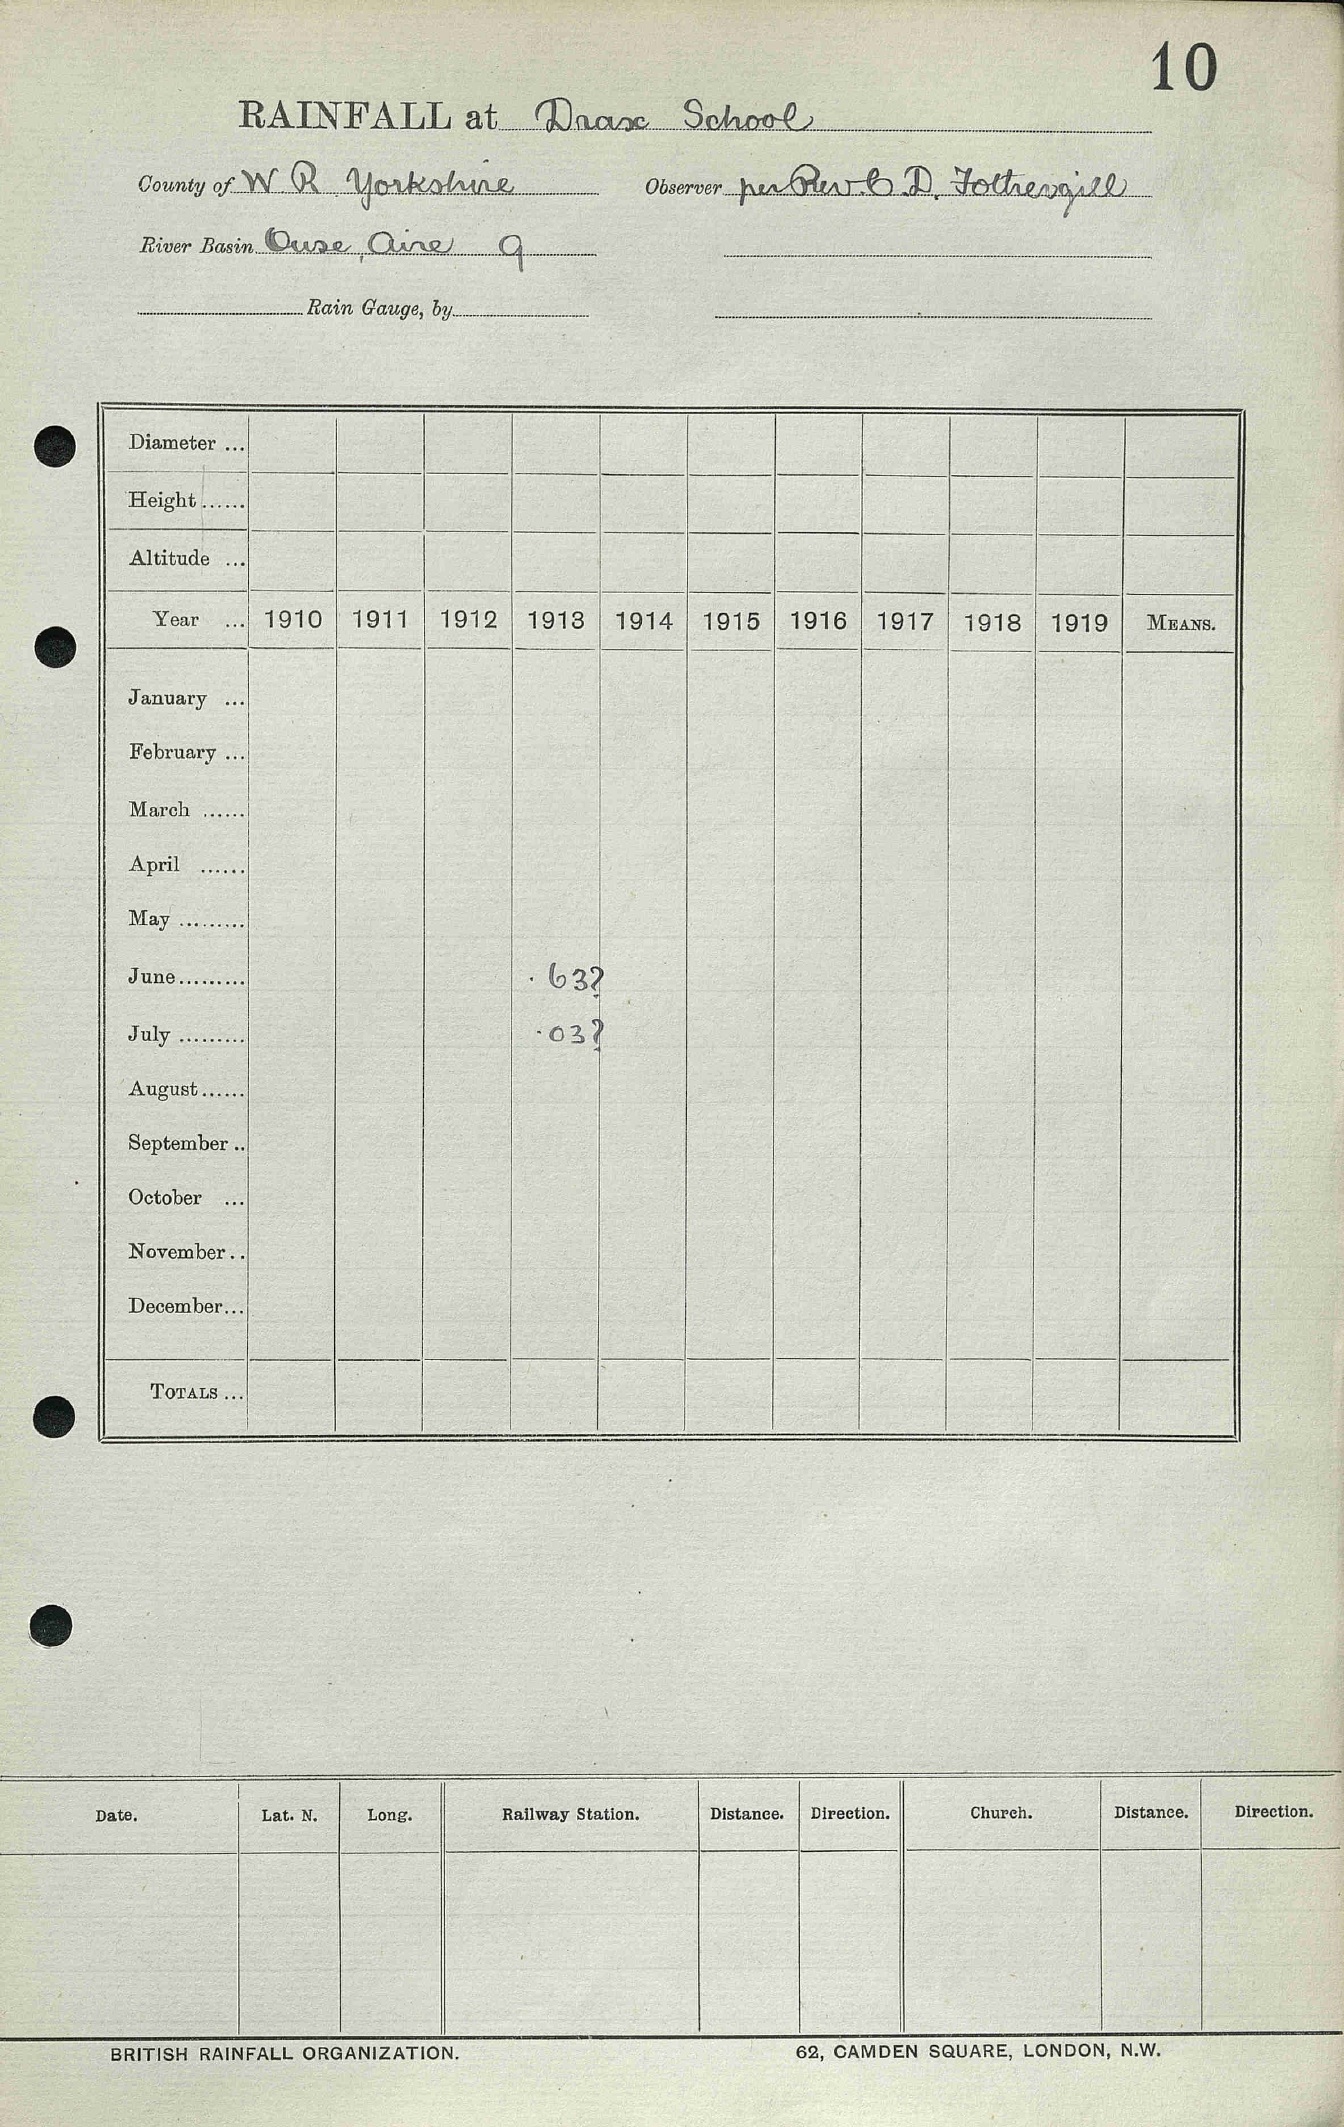 10
RAINFALL at Drax School
County of W R Yorkshire Observer per Rev C D. Fothergill
River Basin Ouse, Aire 9
Rain Gauge, by
Diameter ...
Height ......
Altitude ...
Year ... 1910 1911 1912 1913 1914 1915 1916 1917 1918 1919 MEANS.
January ...
February ...
March ......
April ......
May .........
June ......... .63?
July ......... .03?
August ......
September ..
October ...
November ..
December ...
TOTALS ...
Date. Lat. N. Long. Railway Station. Distance. Direction. Church. Distance. Direction.
BRITISH RAINFALL ORGANIZATION. 62, CAMDEN SQUARE, LONDON, N.W.